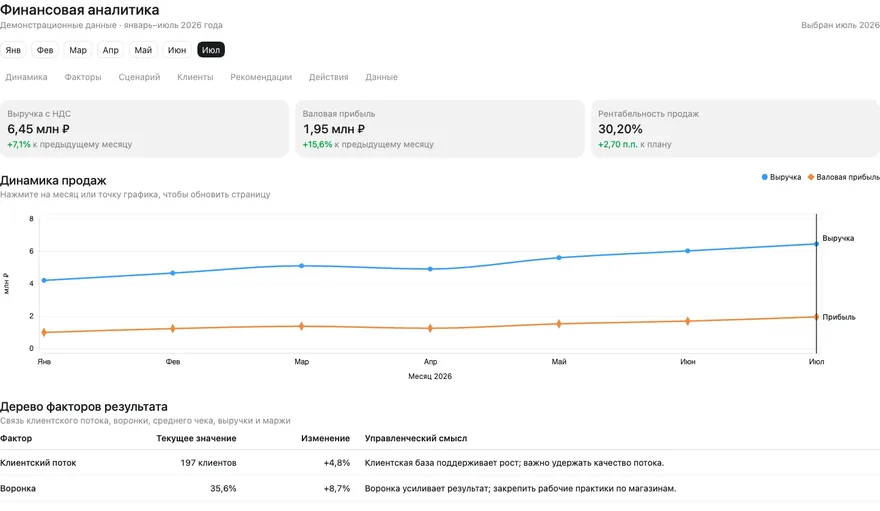 Финансовая аналитика
Демонстрационные данные · январь–июль 2026 года
Выбран июль 2026
Янв Фев Мар Апр Май Июн Июл
Динамика Факторы Сценарий Клиенты Рекомендации Действия Данные
Выручка с НДС
6,45 млн ₽
+7,1% к предыдущему месяцу
Валовая прибыль
1,95 млн ₽
+15,6% к предыдущему месяцу
Рентабельность продаж
30,20%
+2,70 п.п. к плану
Динамика продаж
Нажмите на месяц или точку графика, чтобы обновить страницу
Выручка Валовая прибыль
8
6
4
2
0
млн ₽
Выручка
Прибыль
Янв Фев Мар Апр Май Июн Июл
Месяц 2026
Дерево факторов результата
Связь клиентского потока, воронки, среднего чека, выручки и маржи
Фактор Текущее значение Изменение Управленческий смысл
Клиентский поток 197 клиентов +4,8% Клиентская база поддерживает рост; важно удержать качество потока.
Воронка 35,6% +8,7% Воронка усиливает результат; закрепить рабочие практики по магазинам.